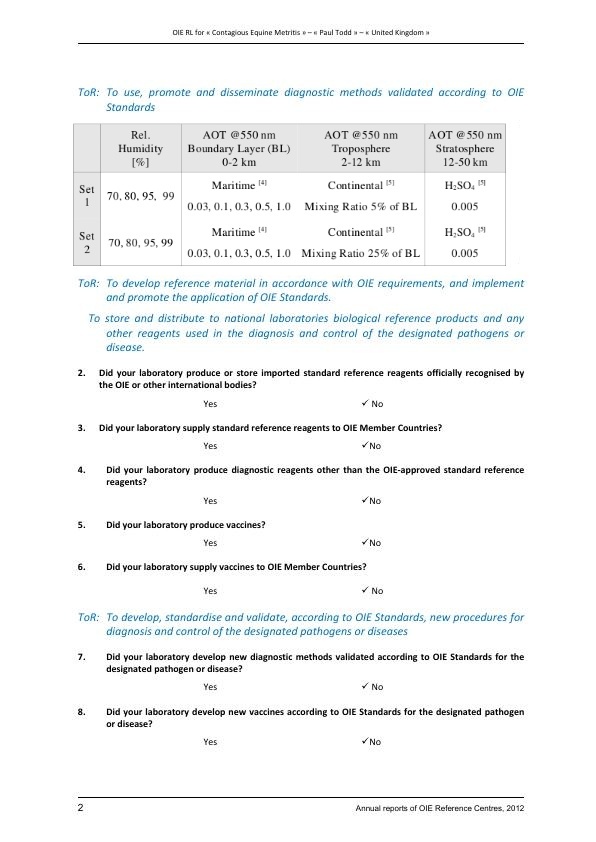 OIE RL for « Contagious Equine Metritis » – « Paul Todd » – « United Kingdom »
ToR: To use, promote and disseminate diagnostic methods validated according to OIE
Standards
Rel.
Humidity
[%]
AOT @550 nm
Boundary Layer (BL)
0-2 km
AOT @550 nm
Troposphere
2-12 km
AOT @550 nm
Stratosphere
12-50 km
Set
1
70, 80, 95, 99
Maritime [4]
0.03, 0.1, 0.3, 0.5, 1.0
Continental [5]
Mixing Ratio 5% of BL
H₂SO₄ [5]
0.005
Set
2
70, 80, 95, 99
Maritime [4]
0.03, 0.1, 0.3, 0.5, 1.0
Continental [5]
Mixing Ratio 25% of BL
H₂SO₄ [5]
0.005
ToR: To develop reference material in accordance with OIE requirements, and implement
and promote the application of OIE Standards.
To store and distribute to national laboratories biological reference products and any
other reagents used in the diagnosis and control of the designated pathogens or
disease.
2. Did your laboratory produce or store imported standard reference reagents officially recognised by
the OIE or other international bodies?
Yes ✓ No
3. Did your laboratory supply standard reference reagents to OIE Member Countries?
Yes ✓No
4. Did your laboratory produce diagnostic reagents other than the OIE-approved standard reference
reagents?
Yes ✓No
5. Did your laboratory produce vaccines?
Yes ✓No
6. Did your laboratory supply vaccines to OIE Member Countries?
Yes ✓ No
ToR: To develop, standardise and validate, according to OIE Standards, new procedures for
diagnosis and control of the designated pathogens or diseases
7. Did your laboratory develop new diagnostic methods validated according to OIE Standards for the
designated pathogen or disease?
Yes ✓ No
8. Did your laboratory develop new vaccines according to OIE Standards for the designated pathogen
or disease?
Yes ✓No
2 Annual reports of OIE Reference Centres, 2012